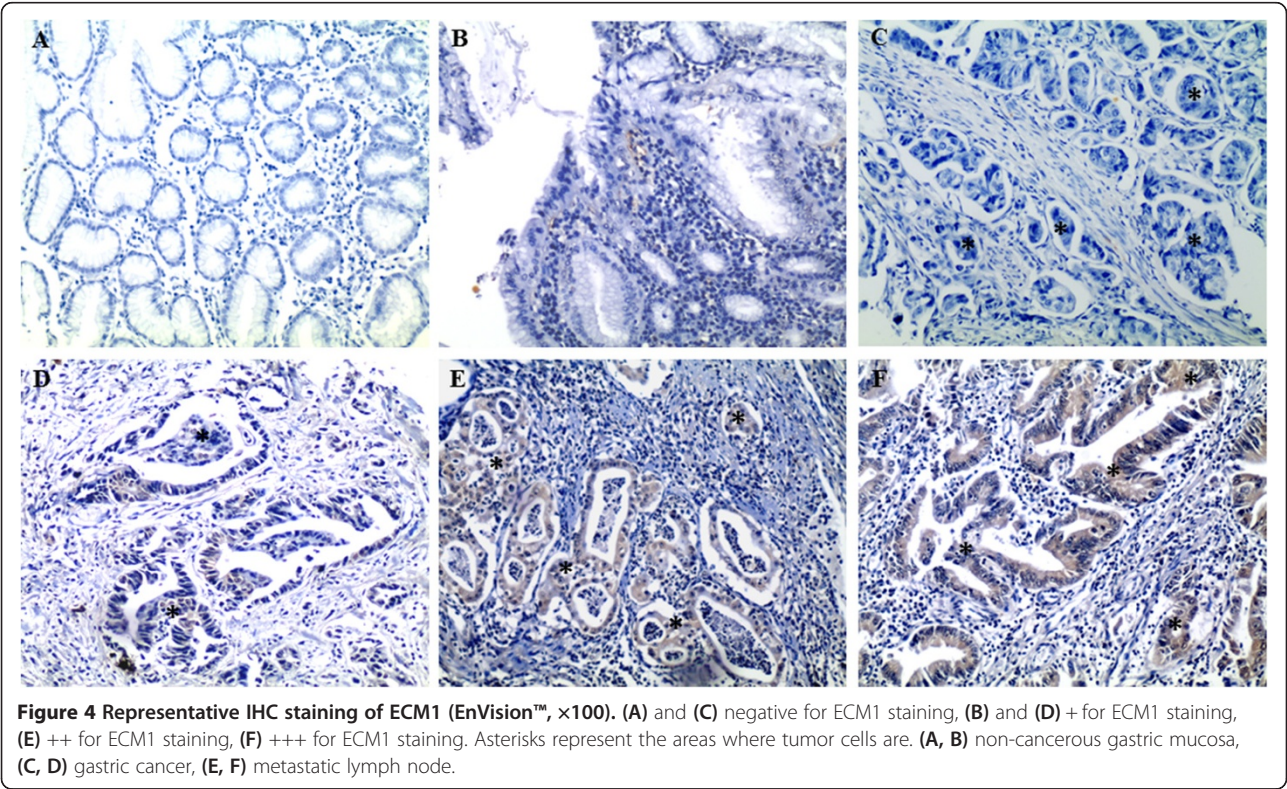 A
B
C
*
*
*
*
D
*
*
E
*
*
*
*
F
*
*
*
*
Figure 4 Representative IHC staining of ECM1 (EnVision™, ×100). (A) and (C) negative for ECM1 staining, (B) and (D) + for ECM1 staining,
(E) ++ for ECM1 staining, (F) +++ for ECM1 staining. Asterisks represent the areas where tumor cells are. (A, B) non-cancerous gastric mucosa,
(C, D) gastric cancer, (E, F) metastatic lymph node.